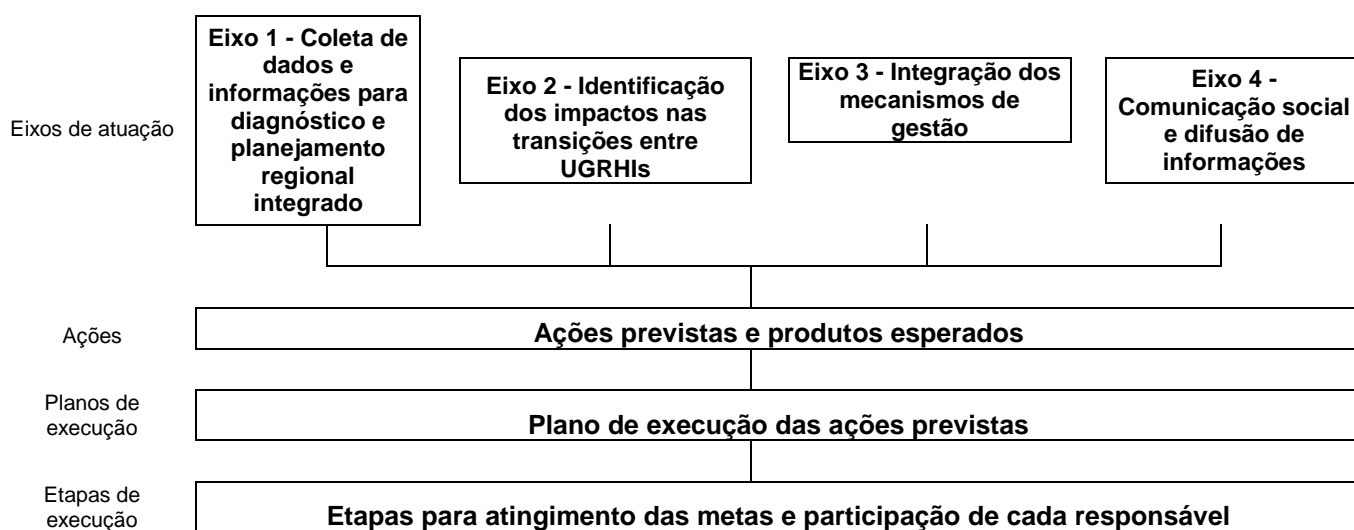 Eixos de atuação
Eixo 1 - Coleta de
dados e
informações para
diagnóstico e
planejamento
regional
integrado
Eixo 2 - Identificação
dos impactos nas
transições entre
UGRHIs
Eixo 3 - Integração dos
mecanismos de
gestão
Eixo 4 -
Comunicação social
e difusão de
informações
Ações
Ações previstas e produtos esperados
Planos de
execução
Plano de execução das ações previstas
Etapas de
execução
Etapas para atingimento das metas e participação de cada responsável